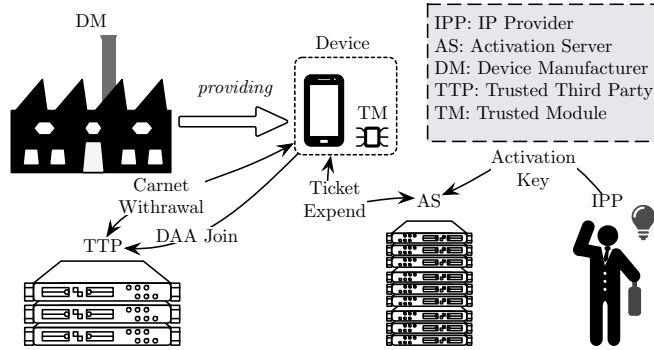 DM
Device
providing
TM
IPP: IP Provider
AS: Activation Server
DM: Device Manufacturer
TTP: Trusted Third Party
TM: Trusted Module
Carnet
Withrawal
Ticket
Expend
Activation
Key
AS
IPP
TTP
DAA Join